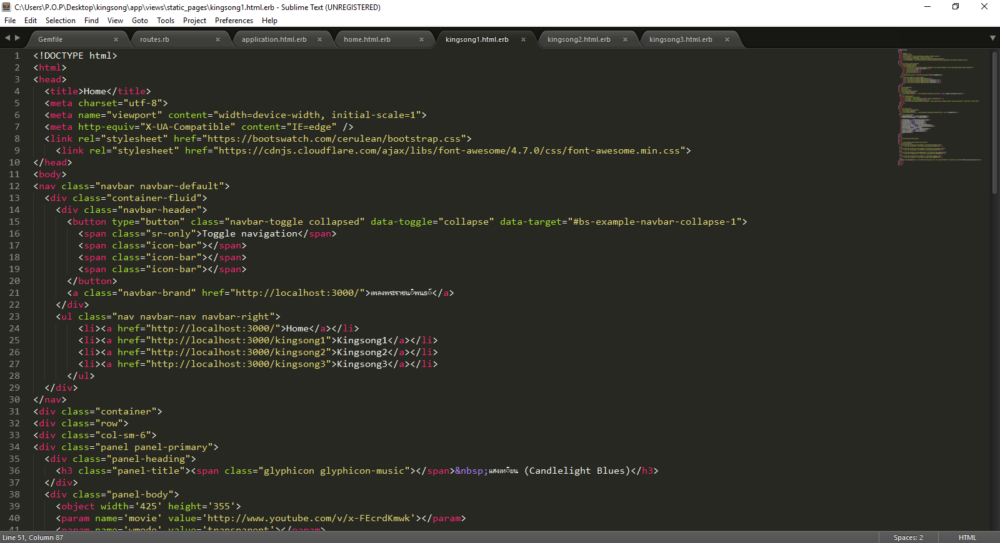 C:\Users\P.O.P\Desktop\kingsong\app\views\static_pages\kingsong1.html.erb - Sublime Text (UNREGISTERED)
File Edit Selection Find View Goto Tools Project Preferences Help
Gemfile × routes.rb × application.html.erb × home.html.erb × kingsong1.html.erb × kingsong2.html.erb × kingsong3.html.erb ×
1 <!DOCTYPE html>
2 <html>
3 <head>
4 <title>Home</title>
5 <meta charset="utf-8">
6 <meta name="viewport" content="width=device-width, initial-scale=1">
7 <meta http-equiv="X-UA-Compatible" content="IE=edge" />
8 <link rel="stylesheet" href="https://bootswatch.com/cerulean/bootstrap.css">
9 <link rel="stylesheet" href="https://cdnjs.cloudflare.com/ajax/libs/font-awesome/4.7.0/css/font-awesome.min.css">
10 </head>
11 <body>
12 <nav class="navbar navbar-default">
13 <div class="container-fluid">
14 <div class="navbar-header">
15 <button type="button" class="navbar-toggle collapsed" data-toggle="collapse" data-target="#bs-example-navbar-collapse-1">
16 <span class="sr-only">Toggle navigation</span>
17 <span class="icon-bar"></span>
18 <span class="icon-bar"></span>
19 <span class="icon-bar"></span>
20 </button>
21 <a class="navbar-brand" href="http://localhost:3000/">เพลงพระราชนิพนธ์</a>
22 </div>
23 <ul class="nav navbar-nav navbar-right">
24 <li><a href="http://localhost:3000/">Home</a></li>
25 <li><a href="http://localhost:3000/kingsong1">Kingsong1</a></li>
26 <li><a href="http://localhost:3000/kingsong2">Kingsong2</a></li>
27 <li><a href="http://localhost:3000/kingsong3">Kingsong3</a></li>
28 </ul>
29 </div>
30 </nav>
31 <div class="container">
32 <div class="row">
33 <div class="col-sm-6">
34 <div class="panel panel-primary">
35 <div class="panel-heading">
36 <h3 class="panel-title"><span class="glyphicon glyphicon-music"></span>&nbsp;แสงเทียน (Candlelight Blues)</h3>
37 </div>
38 <div class="panel-body">
39 <object width='425' height='355'>
40 <param name='movie' value='http://www.youtube.com/v/x-FEcrdKmwk'></param>
41 <param name='wmode' value='transparent'></param>
Line 51, Column 87 Spaces: 2 HTML